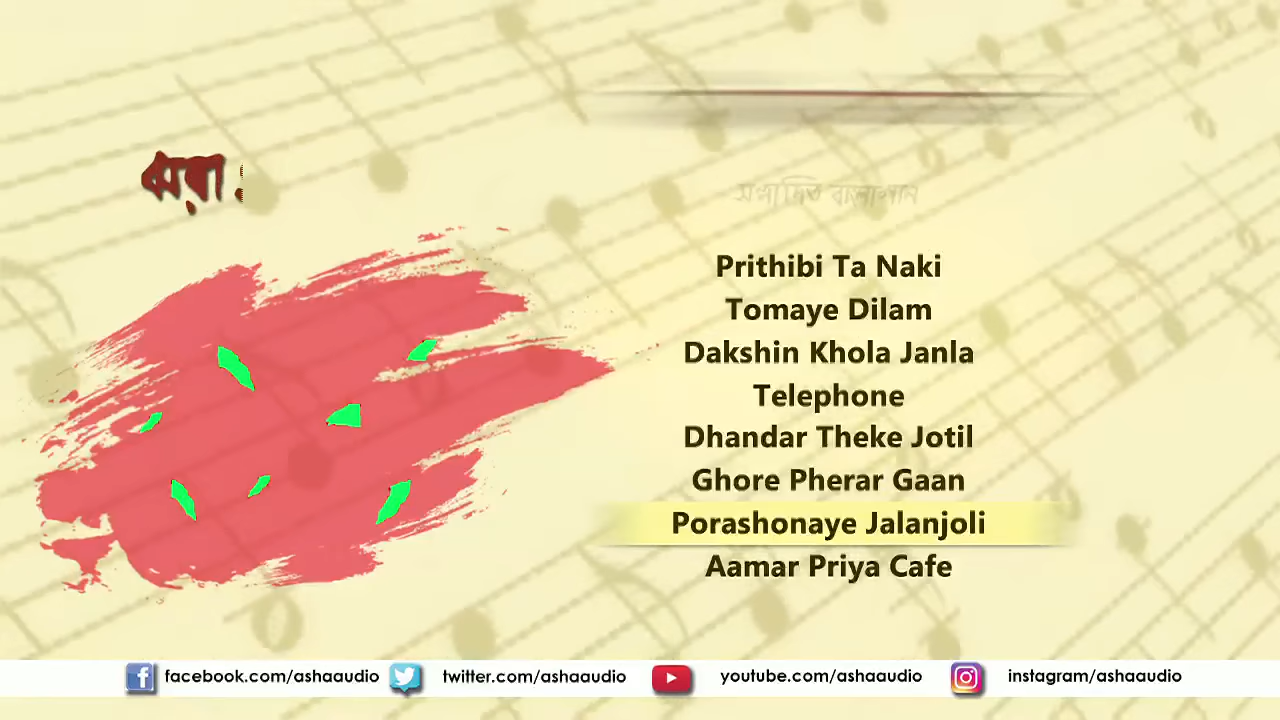 Prithibi Ta Naki
Tomaye Dilam
Dakshin Khola Janla
Telephone
Dhandar Theke Jotil
Ghore Pherar Gaan
Porashonaye Jalanjoli
Aamar Priya Cafe
facebook.com/ashaaudio twitter.com/ashaaudio youtube.com/ashaaudio instagram/ashaaudio